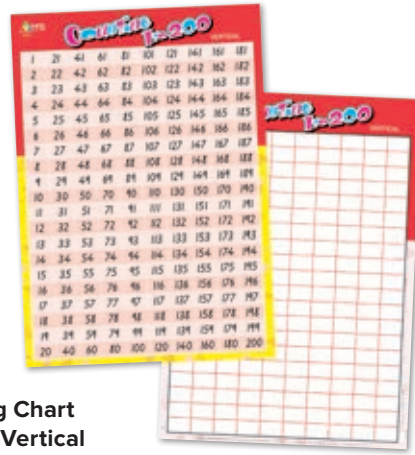 Counting
To 200
VERTICAL
1 21 41 61 81 101 121 141 161 181
2 22 42 62 82 102 122 142 162 182
3 23 43 63 83 103 123 143 163 183
4 24 44 64 84 104 124 144 164 184
5 25 45 65 85 105 125 145 165 185
6 26 46 66 86 106 126 146 166 186
7 27 47 67 87 107 127 147 167 187
8 28 48 68 88 108 128 148 168 188
9 29 49 69 89 109 129 149 169 189
10 30 50 70 90 110 130 150 170 190
11 31 51 71 91 111 131 151 171 191
12 32 52 72 92 112 132 152 172 192
13 33 53 73 93 113 133 153 173 193
14 34 54 74 94 114 134 154 174 194
15 35 55 75 95 115 135 155 175 195
16 36 56 76 96 116 136 156 176 196
17 37 57 77 97 117 137 157 177 197
18 38 58 78 98 118 138 158 178 198
19 39 59 79 99 119 139 159 179 199
20 40 60 80 100 120 140 160 180 200
To 200
VERTICAL
g Chart
Vertical